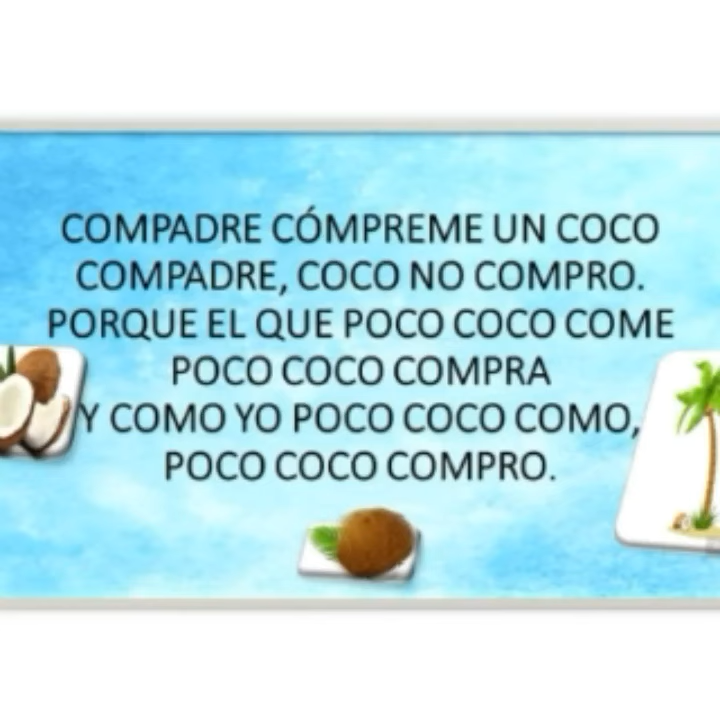 COMPADRE CÓMPREME UN COCO
COMPADRE, COCO NO COMPRO.
PORQUE EL QUE POCO COCO COME
POCO COCO COMPRA
Y COMO YO POCO COCO COMO,
POCO COCO COMPRO.